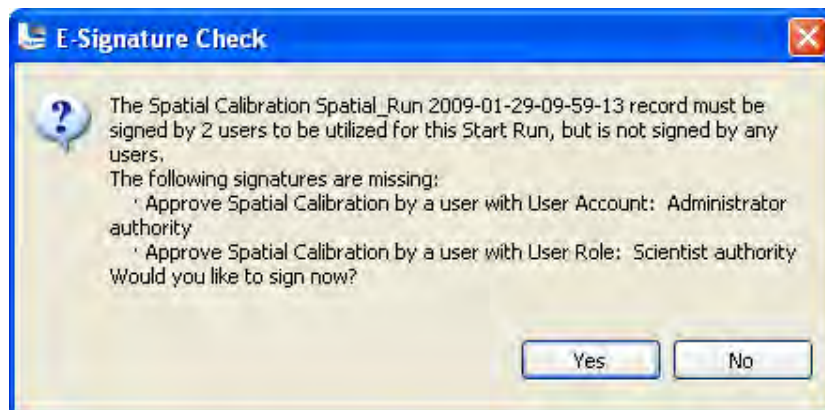 E-Signature Check
The Spatial Calibration Spatial_Run 2009-01-29-09-59-13 record must be
signed by 2 users to be utilized for this Start Run, but is not signed by any
users.
The following signatures are missing:
· Approve Spatial Calibration by a user with User Account: Administrator
authority
· Approve Spatial Calibration by a user with User Role: Scientist authority
Would you like to sign now?
Yes No